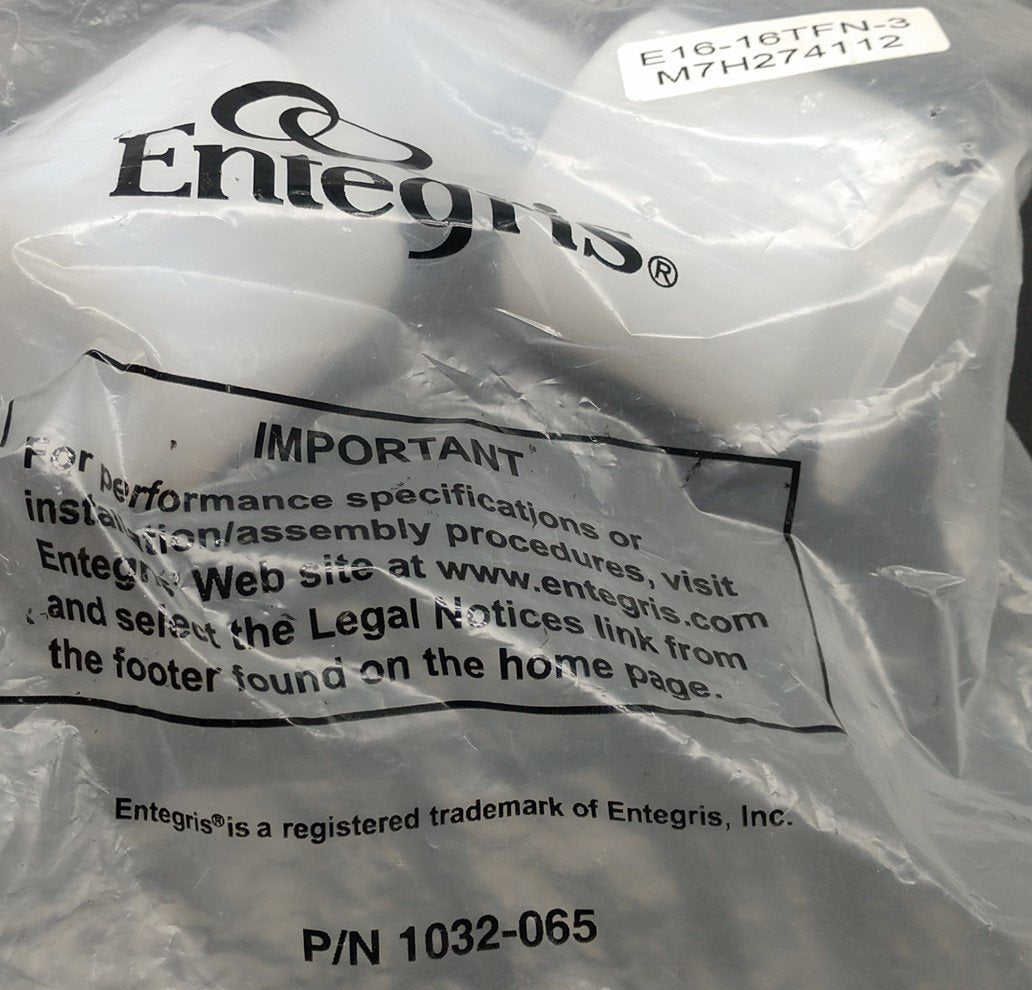 E16-16TFN-3
M7H274112
Entegris®
IMPORTANT
For performance specifications or
installation/assembly procedures, visit
Entegris Web site at www.entegris.com
and select the Legal Notices link from
the footer found on the home page.
Entegris® is a registered trademark of Entegris, Inc.
P/N 1032-065